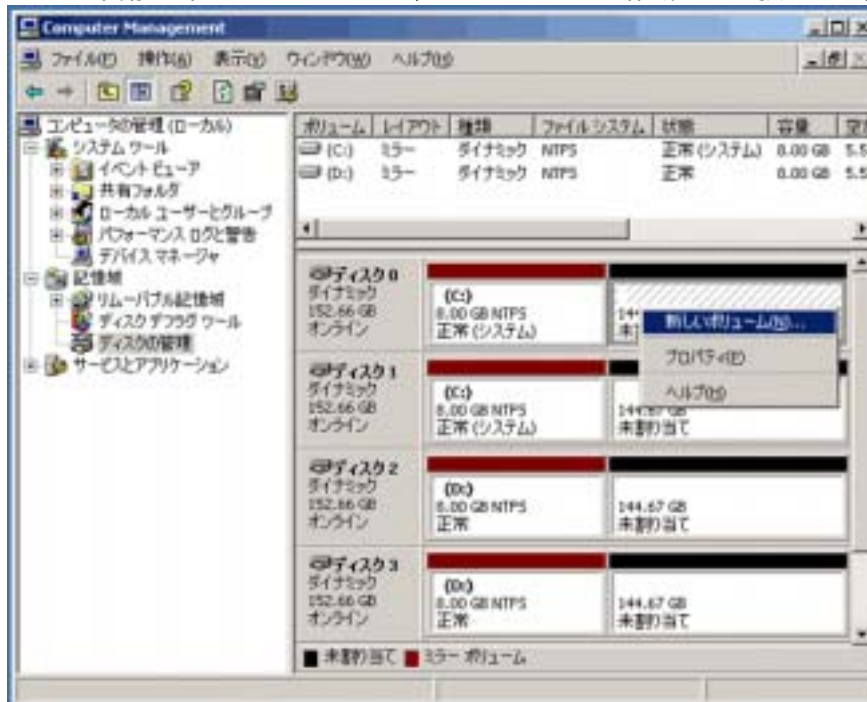 Computer Management
ファイル(F) 操作(A) 表示(V) ウィンドウ(W) ヘルプ(H)
コンピュータの管理 (ローカル)
システム ツール
イベント ビューア
共有フォルダ
ローカル ユーザーとグループ
パフォーマンス ログと警告
デバイス マネージャ
記憶域
リムーバブル記憶域
ディスク デフラグ ツール
ディスクの管理
サービスとアプリケーション
ボリューム レイアウト 種類 ファイル システム 状態 容量
(C:) ミラー ダイナミック NTFS 正常 (システム) 8.00 GB
(D:) ミラー ダイナミック NTFS 正常 8.00 GB
ディスク 0
ダイナミック
152.66 GB
オンライン
(C:)
8.00 GB NTFS
正常 (システム)
新しいボリューム(N)...
プロパティ(P)
ヘルプ(H)
ディスク 1
ダイナミック
152.66 GB
オンライン
(C:)
8.00 GB NTFS
正常 (システム)
144.67 GB
未割り当て
ディスク 2
ダイナミック
152.66 GB
オンライン
(D:)
8.00 GB NTFS
正常
144.67 GB
未割り当て
ディスク 3
ダイナミック
152.66 GB
オンライン
(D:)
8.00 GB NTFS
正常
144.67 GB
未割り当て
未割り当て ミラー ボリューム